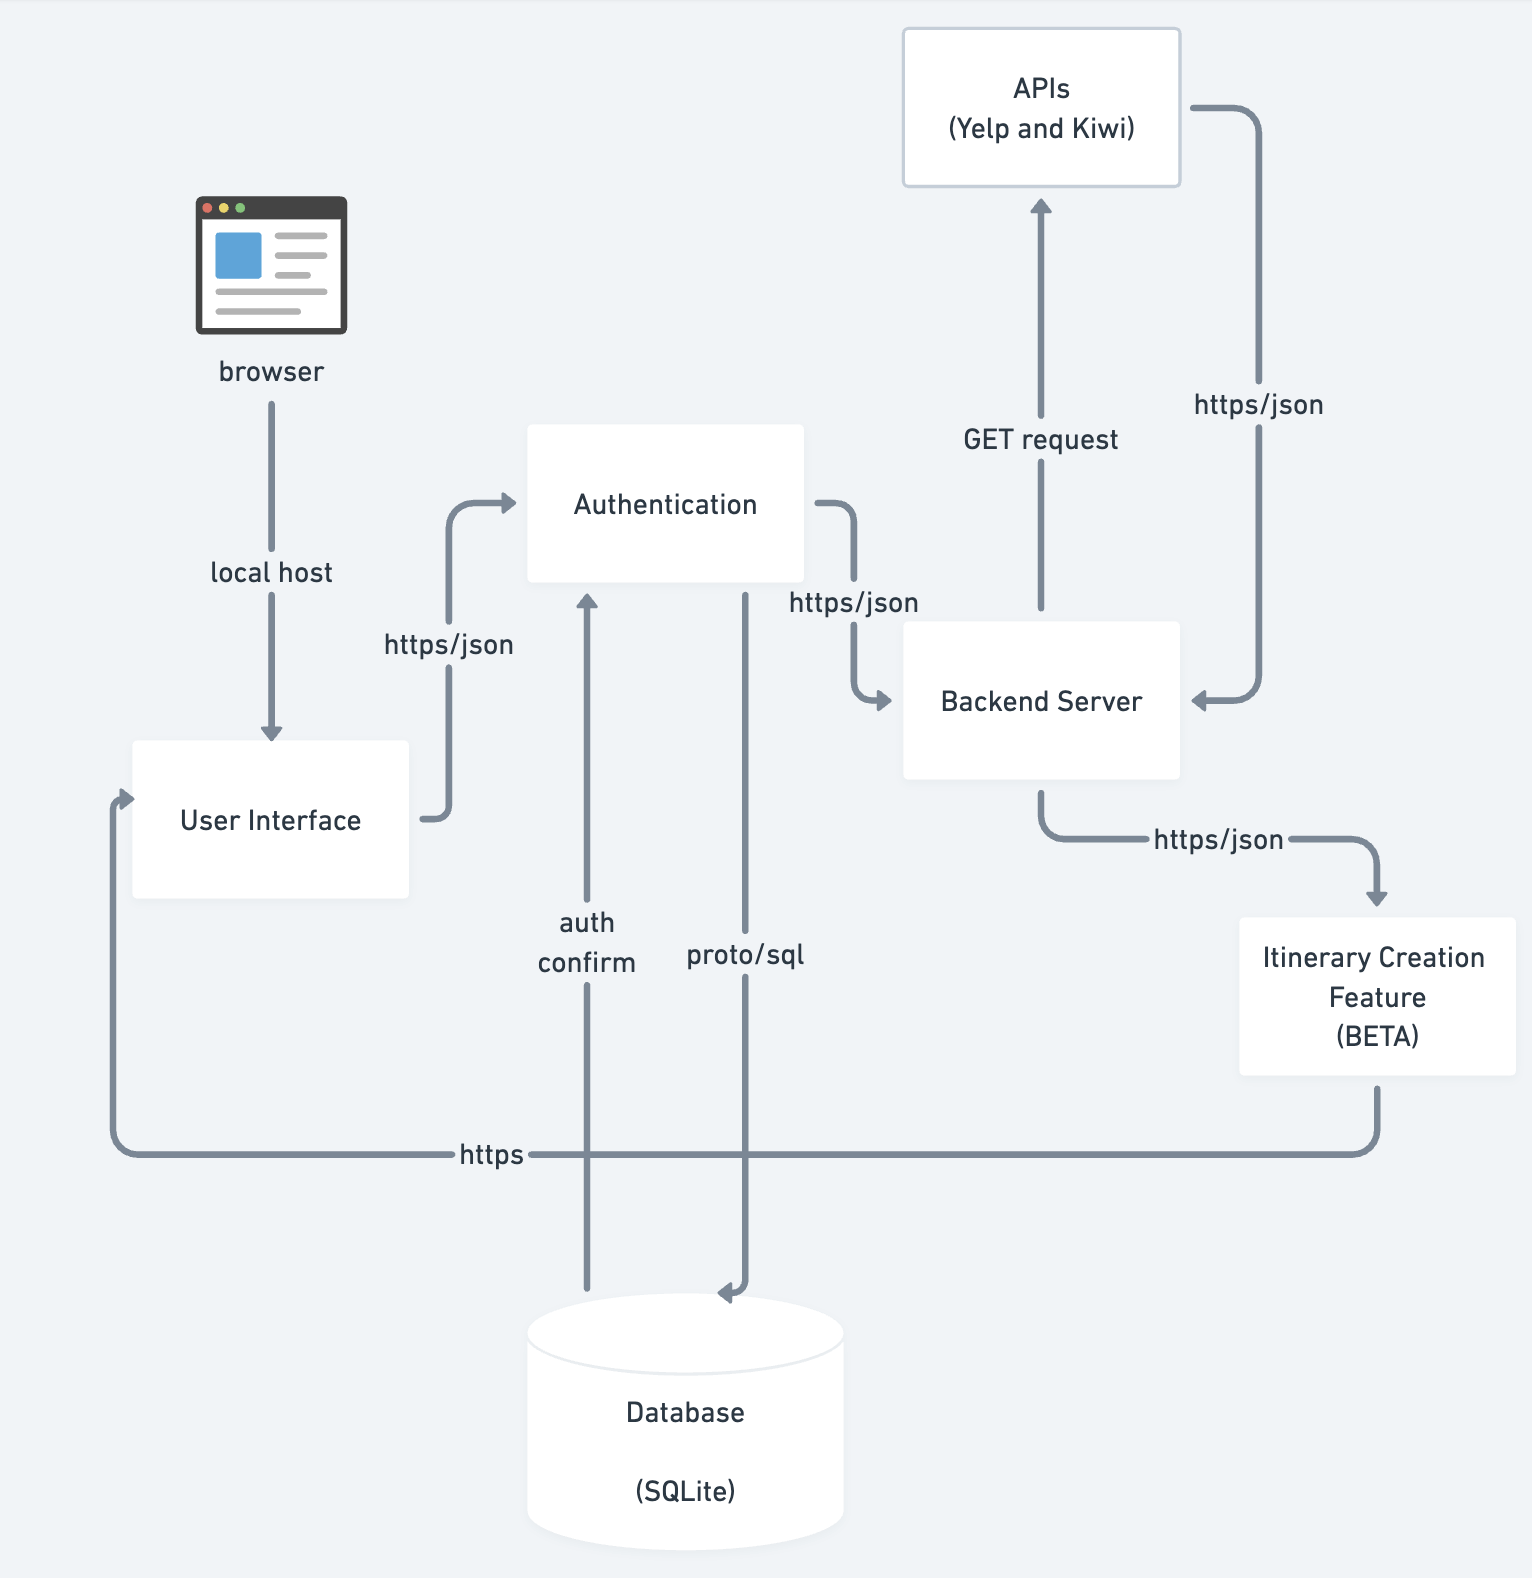 APIs
(Yelp and Kiwi)
browser
https/json
GET request
Authentication
local host
https/json
https/json
Backend Server
User Interface
https/json
auth
confirm
proto/sql
Itinerary Creation
Feature
(BETA)
https
Database
(SQLite)